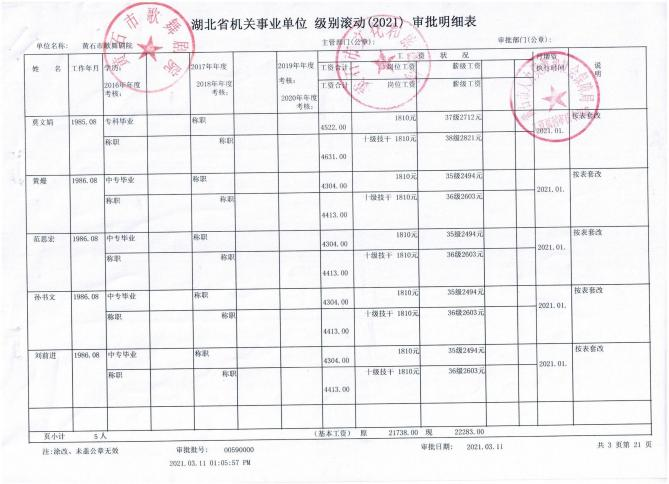 湖北省机关事业单位 级别滚动(2021) 审批明细表
单位名称: 黄石市歌舞剧院 主管部门(公章): 审批部门(公章):
姓 名 工作年月 学历: 2017年年度 2019年年度 工资合计 工 资 状 况 执行时间 说明
考核: 岗位工资 薪级工资
2016年年度 2018年年度 2020年年度 工资合计 岗位工资 薪级工资
考核: 考核: 考核:
莫文娟 1985.08 专科毕业 称职 4522.00 1810元 37级2712元 2021.01. 按表套改
称职 称职 4631.00 十级技干 1810元 38级2821元
黄耀 1986.08 中专毕业 称职 4304.00 1810元 35级2494元 2021.01. 按表套改
称职 称职 4413.00 十级技干 1810元 36级2603元
范恩宏 1986.08 中专毕业 称职 4304.00 1810元 35级2494元 2021.01. 按表套改
称职 称职 4413.00 十级技干 1810元 36级2603元
孙书文 1986.08 中专毕业 称职 4304.00 1810元 35级2494元 2021.01. 按表套改
称职 称职 4413.00 十级技干 1810元 36级2603元
刘前进 1986.08 中专毕业 称职 4304.00 1810元 35级2494元 2021.01. 按表套改
称职 称职 4413.00 十级技干 1810元 36级2603元
页小计 5人 (基本工资) 原 21738.00 现 22283.00
注:涂改、未盖公章无效 审批批号: 00590000 审批日期: 2021.03.11 共 3 页第 21 页
2021.03.11 01:05:57 PM
黄石市歌舞剧院